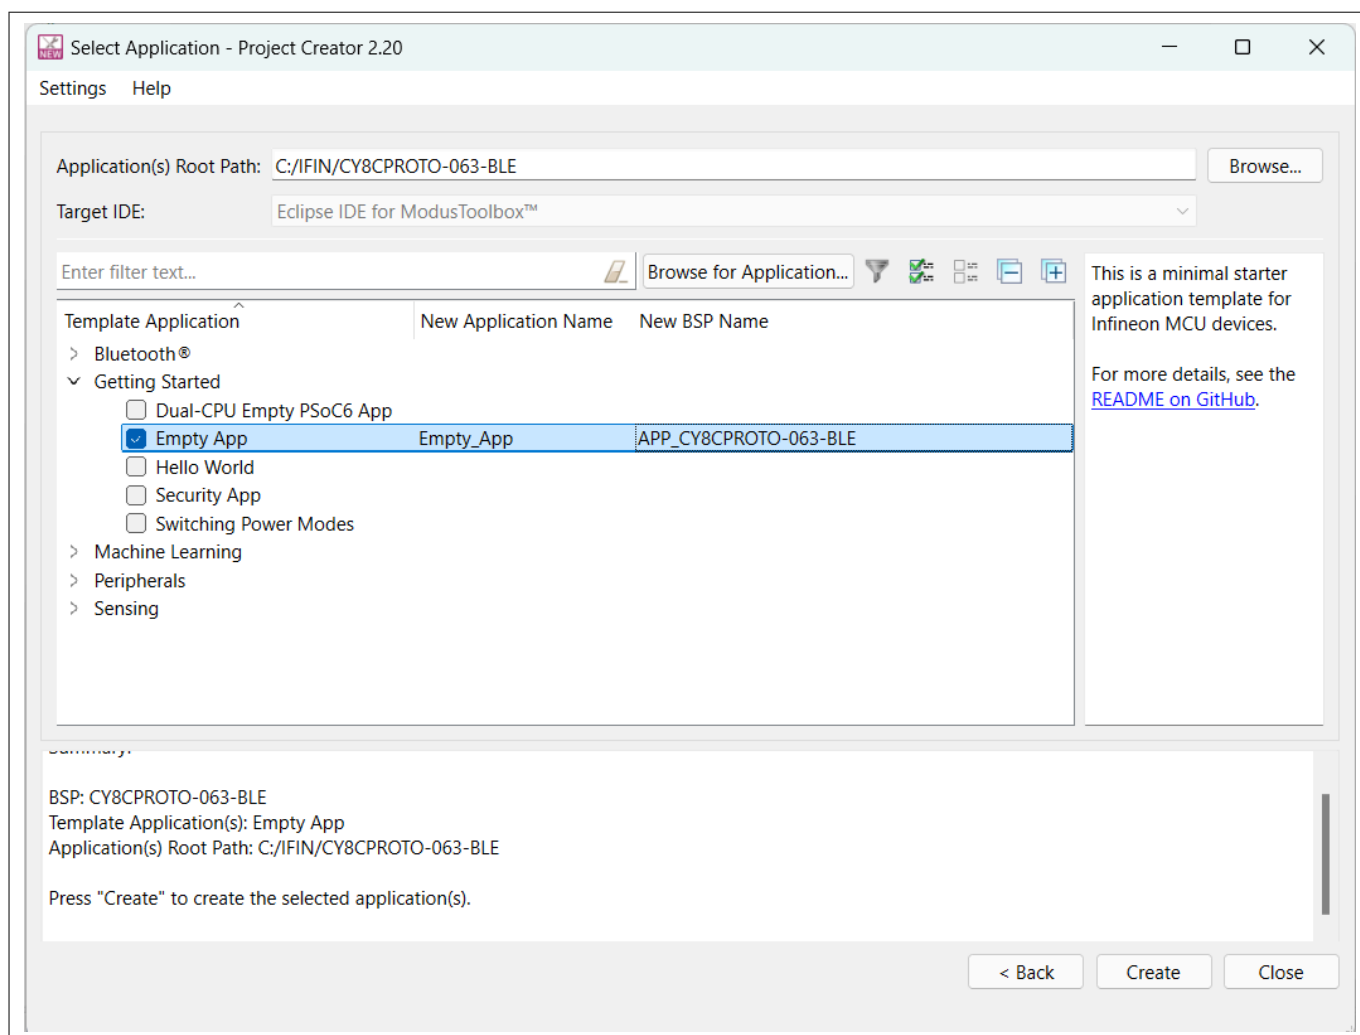 NEW
Select Application - Project Creator 2.20
Settings Help
Application(s) Root Path: C:/IFIN/CY8CPROTO-063-BLE Browse...
Target IDE: Eclipse IDE for ModusToolbox™
Enter filter text... Browse for Application...
Template Application New Application Name New BSP Name
Bluetooth®
Getting Started
Dual-CPU Empty PSoC6 App
Empty App Empty_App APP_CY8CPROTO-063-BLE
Hello World
Security App
Switching Power Modes
Machine Learning
Peripherals
Sensing
This is a minimal starter
application template for
Infineon MCU devices.
For more details, see the
README on GitHub.
Summary:
BSP: CY8CPROTO-063-BLE
Template Application(s): Empty App
Application(s) Root Path: C:/IFIN/CY8CPROTO-063-BLE
Press "Create" to create the selected application(s).
< Back Create Close